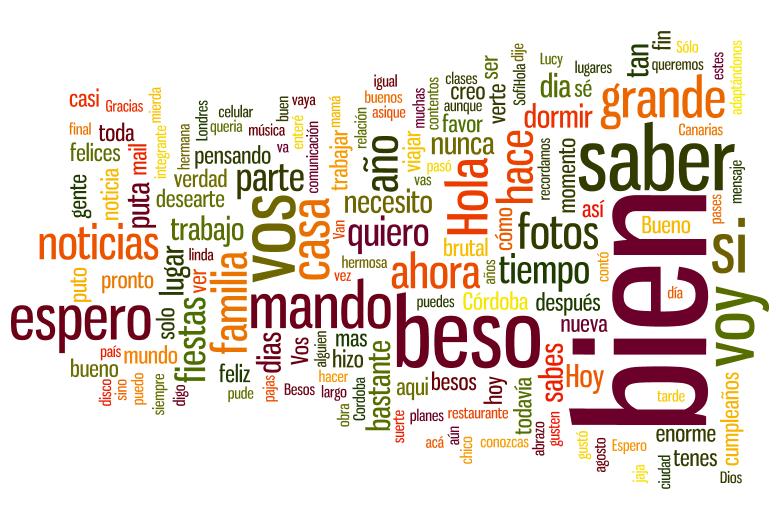 casi
Gracias
mierda
final
toda
integrante
hermana
Londres
felices
mail
gente
noticia
puta
verdad
pensando
desearte
celular
queria
música
va
buen
vaya
enteré
comunicación
mamá
trabajar
relación
igual
buenos
asique
año
viajar
muchas
vas
contentos
pasó
clases
creo
aunque
favor
nunca
verte
ser
Sofihola
dije
Lucy
dia
sé
lugares
dormir
tan
fin
queremos
Sólo
estes
adaptándonos
grande
Canarias
saber
mensaje
recordamos
momento
hace
Hola
parte
vos
casa
necesito
quiero
Van
vez
hermosa
brutal
cómo
así
fotos
Bueno
pases
si
noticias
trabajo
lugar
linda
puto
pronto
ver
familia
ahora
años
tiempo
contó
bien
día
voy
espero
solo
fiestas
mando
beso
puedes
Córdoba
después
nueva
país
mundo
bueno
disco
sino
puedo
siempre
digo
feliz
pude
dias
pajas
Vos
Besos
alguien
mas
hizo
hacer
largo
obra
Cordoba
bastante
suerte
aqui
besos
planes
restaurante
hoy
acá
aún
chico
conozcas
todavía
abrazo
sabes
gusten
Hoy
gustó
agosto
Espero
jaja
ciudad
tarde
enorme
tenes
cumpleaños
Dios